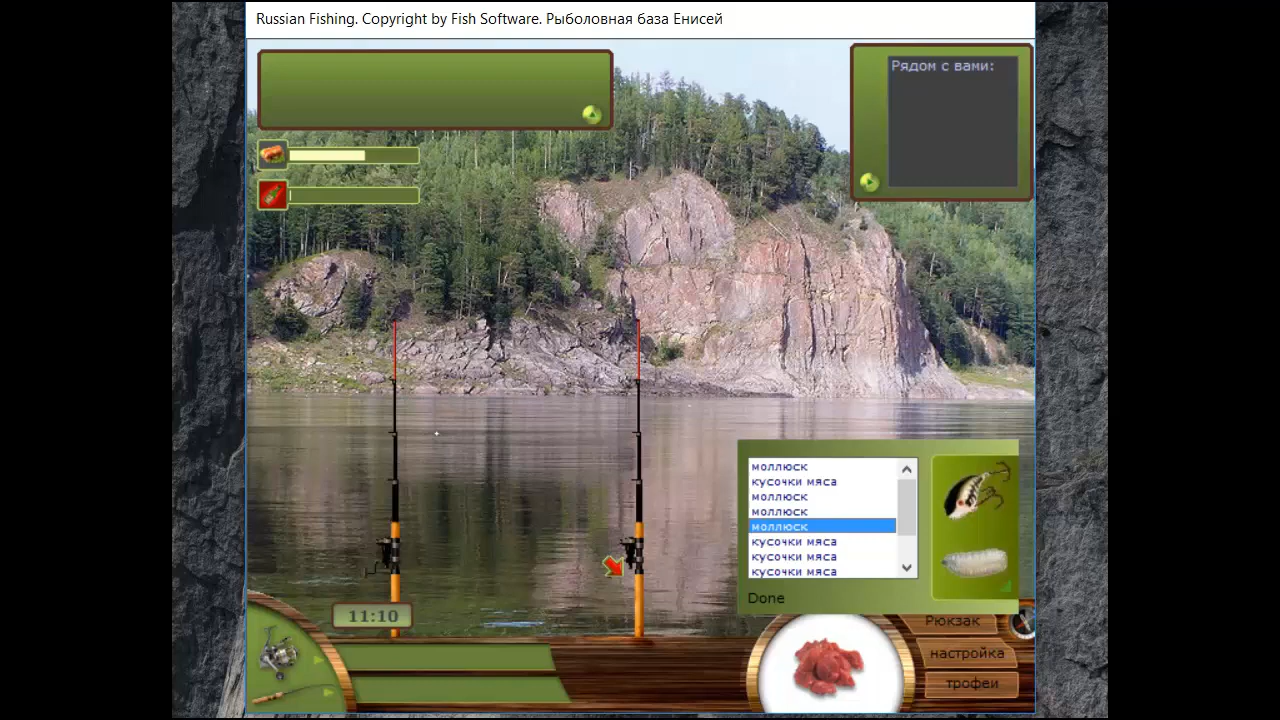 Russian Fishing. Copyright by Fish Software. Рыболовная база Енисей
Рядом с вами:
моллюск
кусочки мяса
моллюск
моллюск
моллюск
кусочки мяса
кусочки мяса
кусочки мяса
Done
11:10
Рюкзак
настройка
трофеи